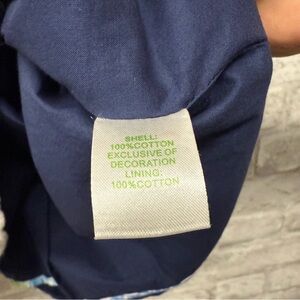 SHELL:
100%COTTON
EXCLUSIVE OF
DECORATION
LINING:
100%COTTON